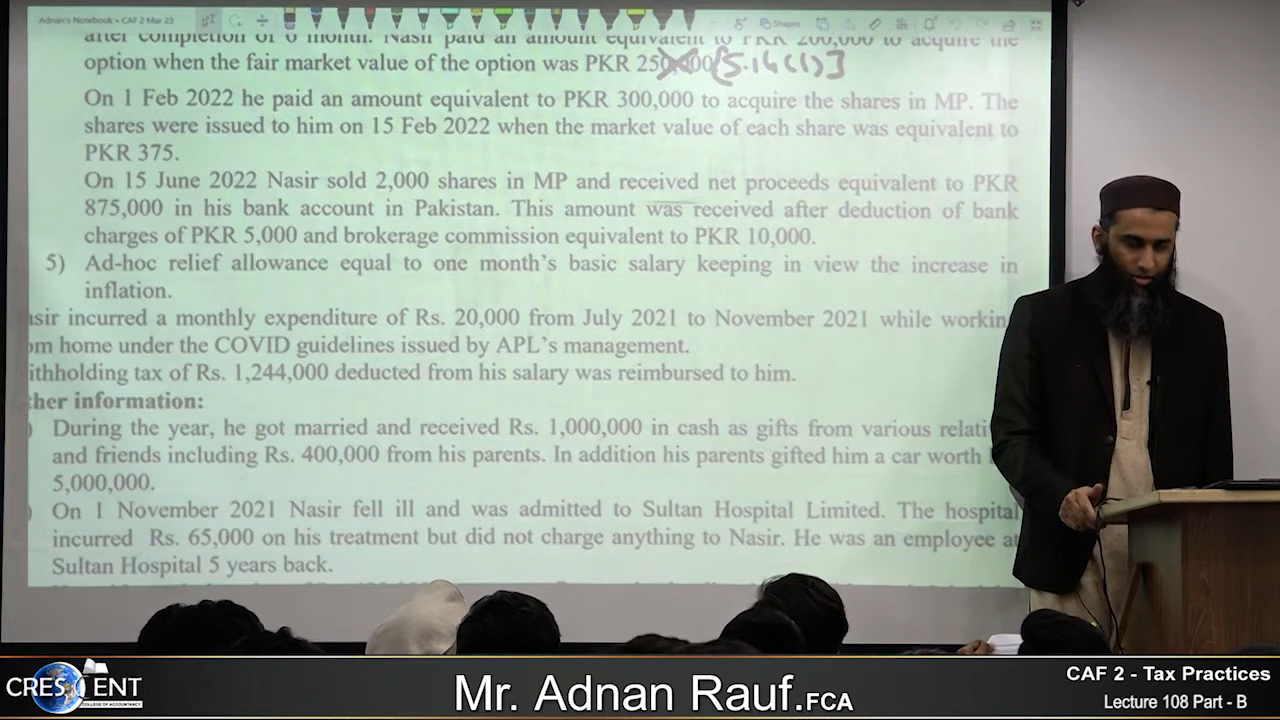 Adnan's Notebook • CAF 2 Mar 23
Shapes
after completion of 6 month. Nasir paid an amount equivalent to PKR 200,000 to acquire the
option when the fair market value of the option was PKR 250,000 [S.14(1)]
On 1 Feb 2022 he paid an amount equivalent to PKR 300,000 to acquire the shares in MP. The
shares were issued to him on 15 Feb 2022 when the market value of each share was equivalent to
PKR 375.
On 15 June 2022 Nasir sold 2,000 shares in MP and received net proceeds equivalent to PKR
875,000 in his bank account in Pakistan. This amount was received after deduction of bank
charges of PKR 5,000 and brokerage commission equivalent to PKR 10,000.
5) Ad-hoc relief allowance equal to one month's basic salary keeping in view the increase in
inflation.
asir incurred a monthly expenditure of Rs. 20,000 from July 2021 to November 2021 while workin
om home under the COVID guidelines issued by APL's management.
ithholding tax of Rs. 1,244,000 deducted from his salary was reimbursed to him.
her information:
) During the year, he got married and received Rs. 1,000,000 in cash as gifts from various relati
and friends including Rs. 400,000 from his parents. In addition his parents gifted him a car worth
5,000,000.
) On 1 November 2021 Nasir fell ill and was admitted to Sultan Hospital Limited. The hospital
incurred Rs. 65,000 on his treatment but did not charge anything to Nasir. He was an employee at
Sultan Hospital 5 years back.
CRESCENT
COLLEGE OF ACCOUNTANCY
Mr. Adnan Rauf.FCA
CAF 2 - Tax Practices
Lecture 108 Part - B